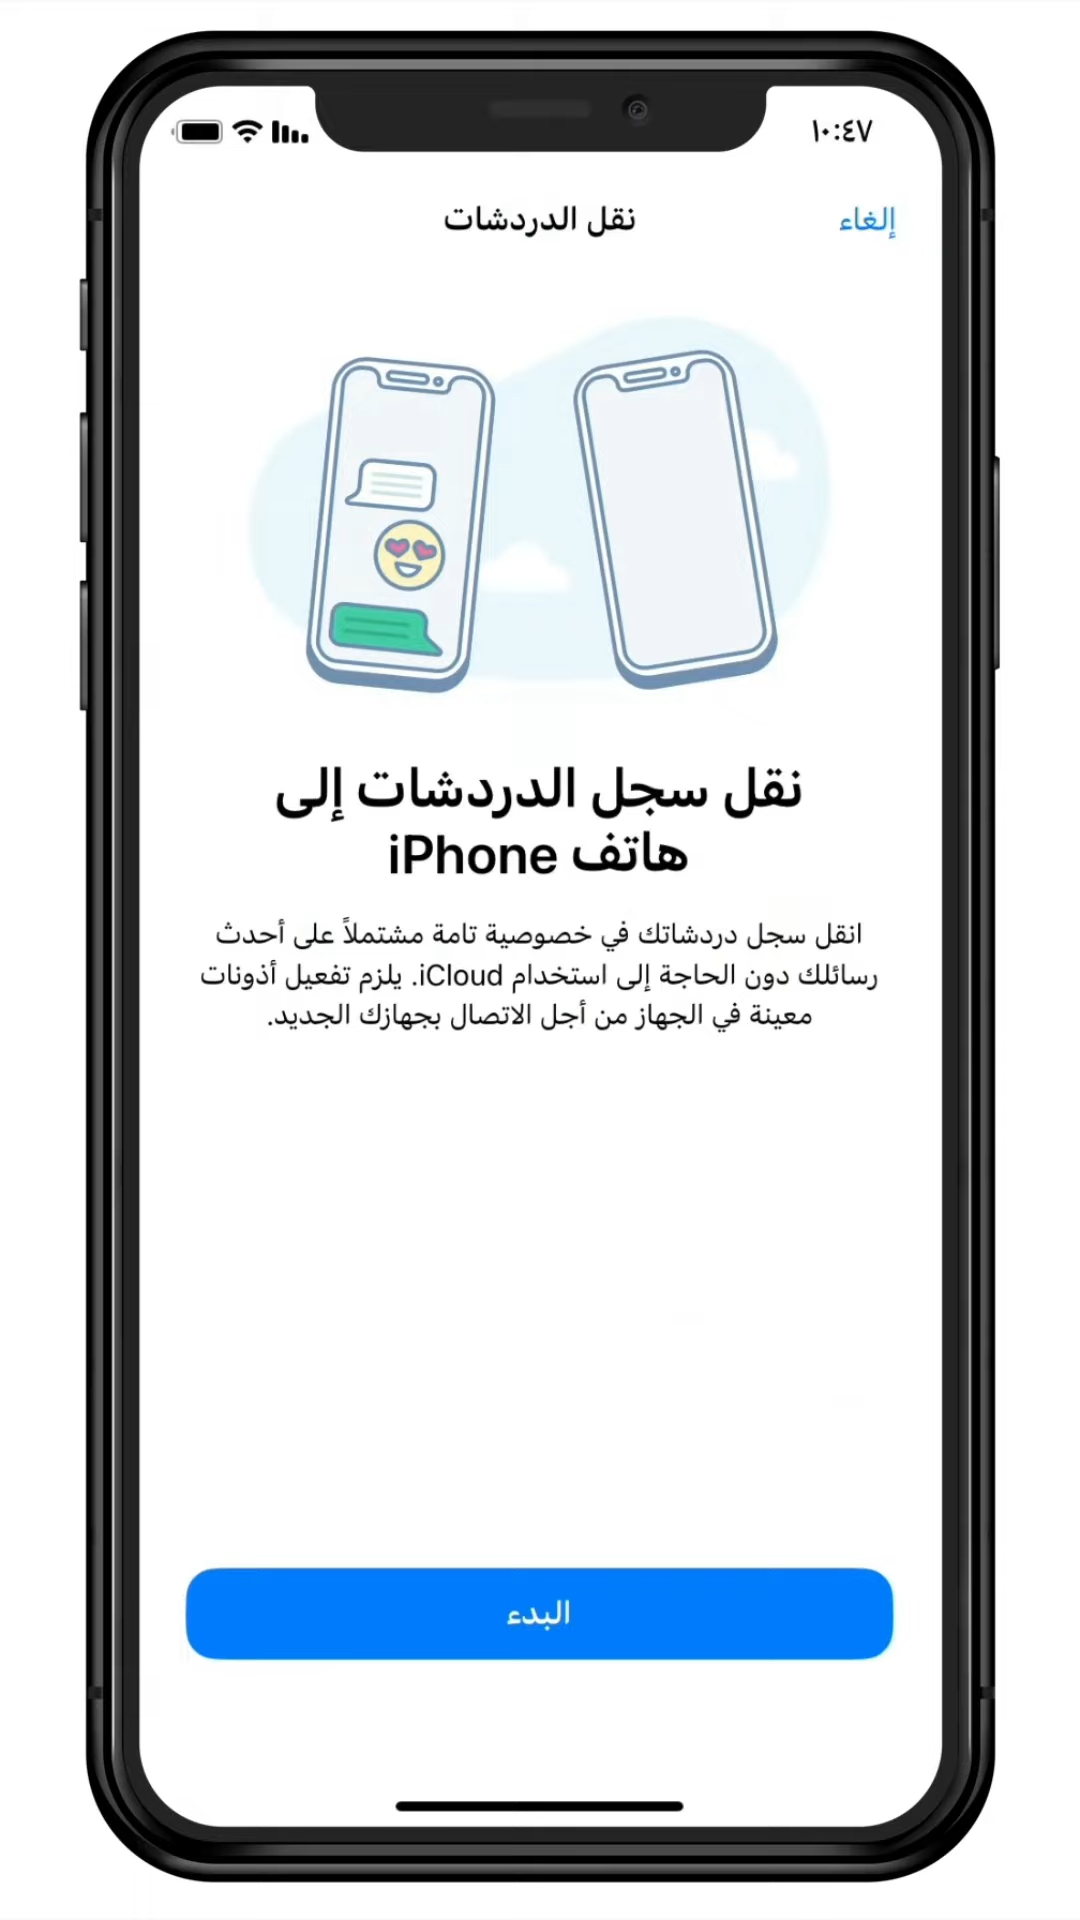 ١٠:٤٧
إلغاء
نقل الدردشات
نقل سجل الدردشات إلى
هاتف iPhone
انقل سجل دردشاتك في خصوصية تامة مشتملاً على أحدث
رسائلك دون الحاجة إلى استخدام iCloud. يلزم تفعيل أذونات
معينة في الجهاز من أجل الاتصال بجهازك الجديد.
البدء